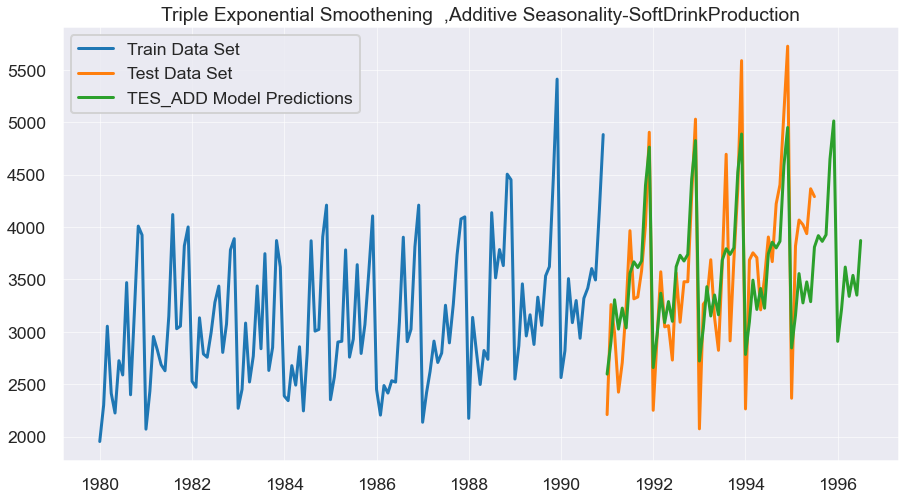 Triple Exponential Smoothening ,Additive Seasonality-SoftDrinkProduction
Train Data Set
Test Data Set
TES_ADD Model Predictions
5500
5000
4500
4000
3500
3000
2500
2000
1980 1982 1984 1986 1988 1990 1992 1994 1996